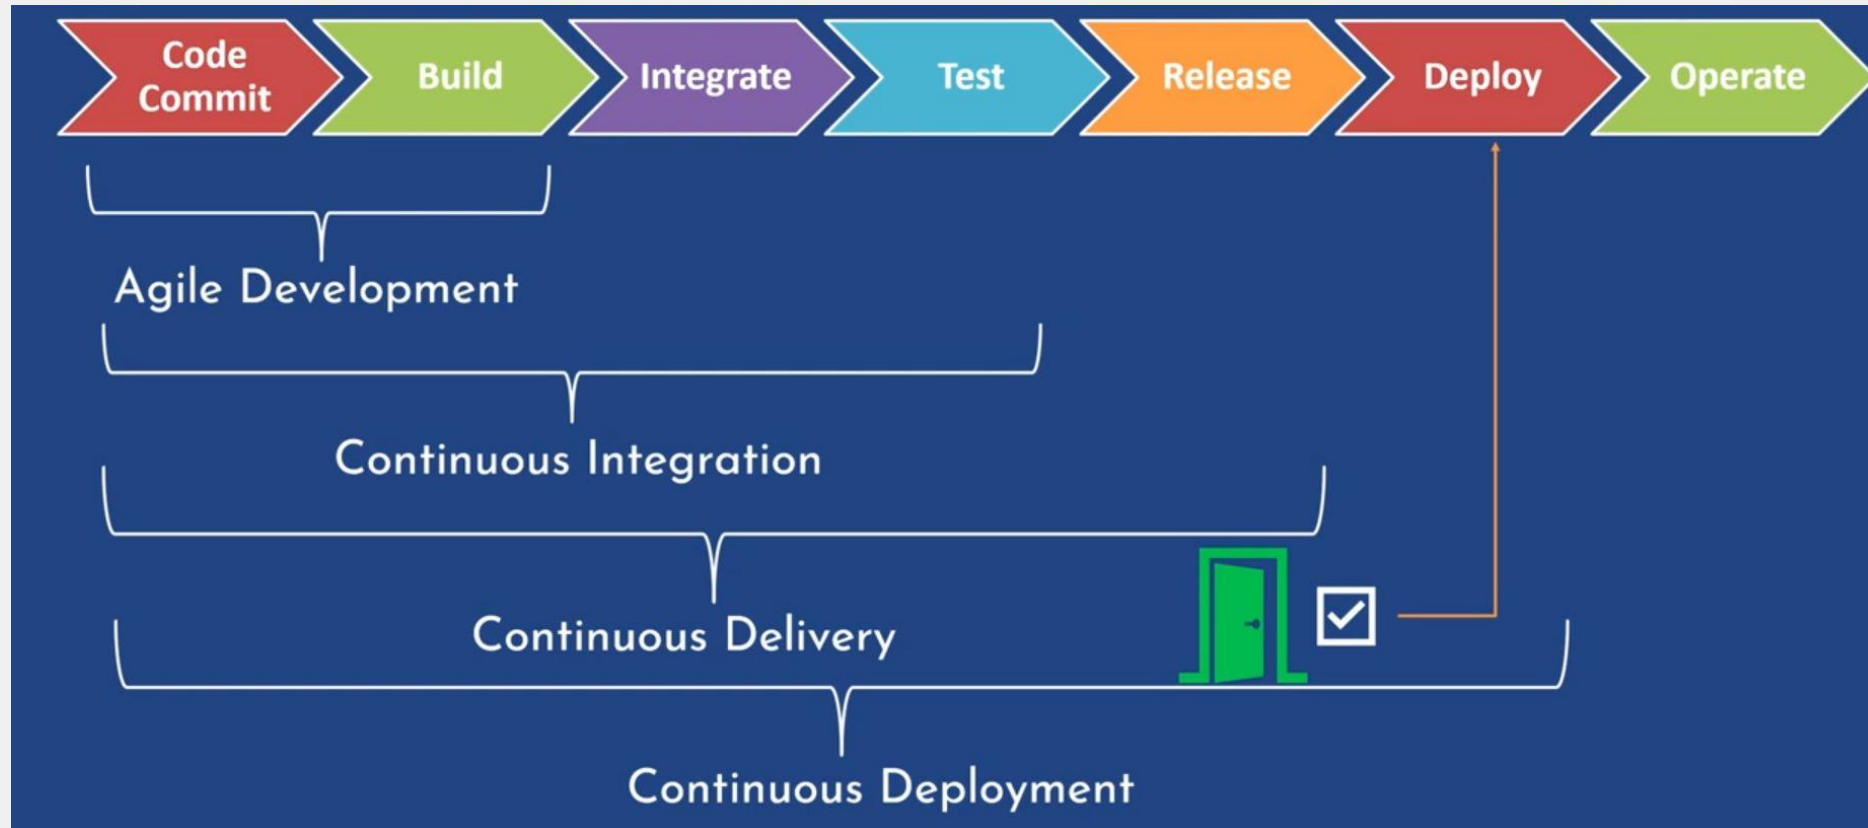 Code
Commit
Build
Integrate
Test
Release
Deploy
Operate
Agile Development
Continuous Integration
Continuous Delivery
Continuous Deployment